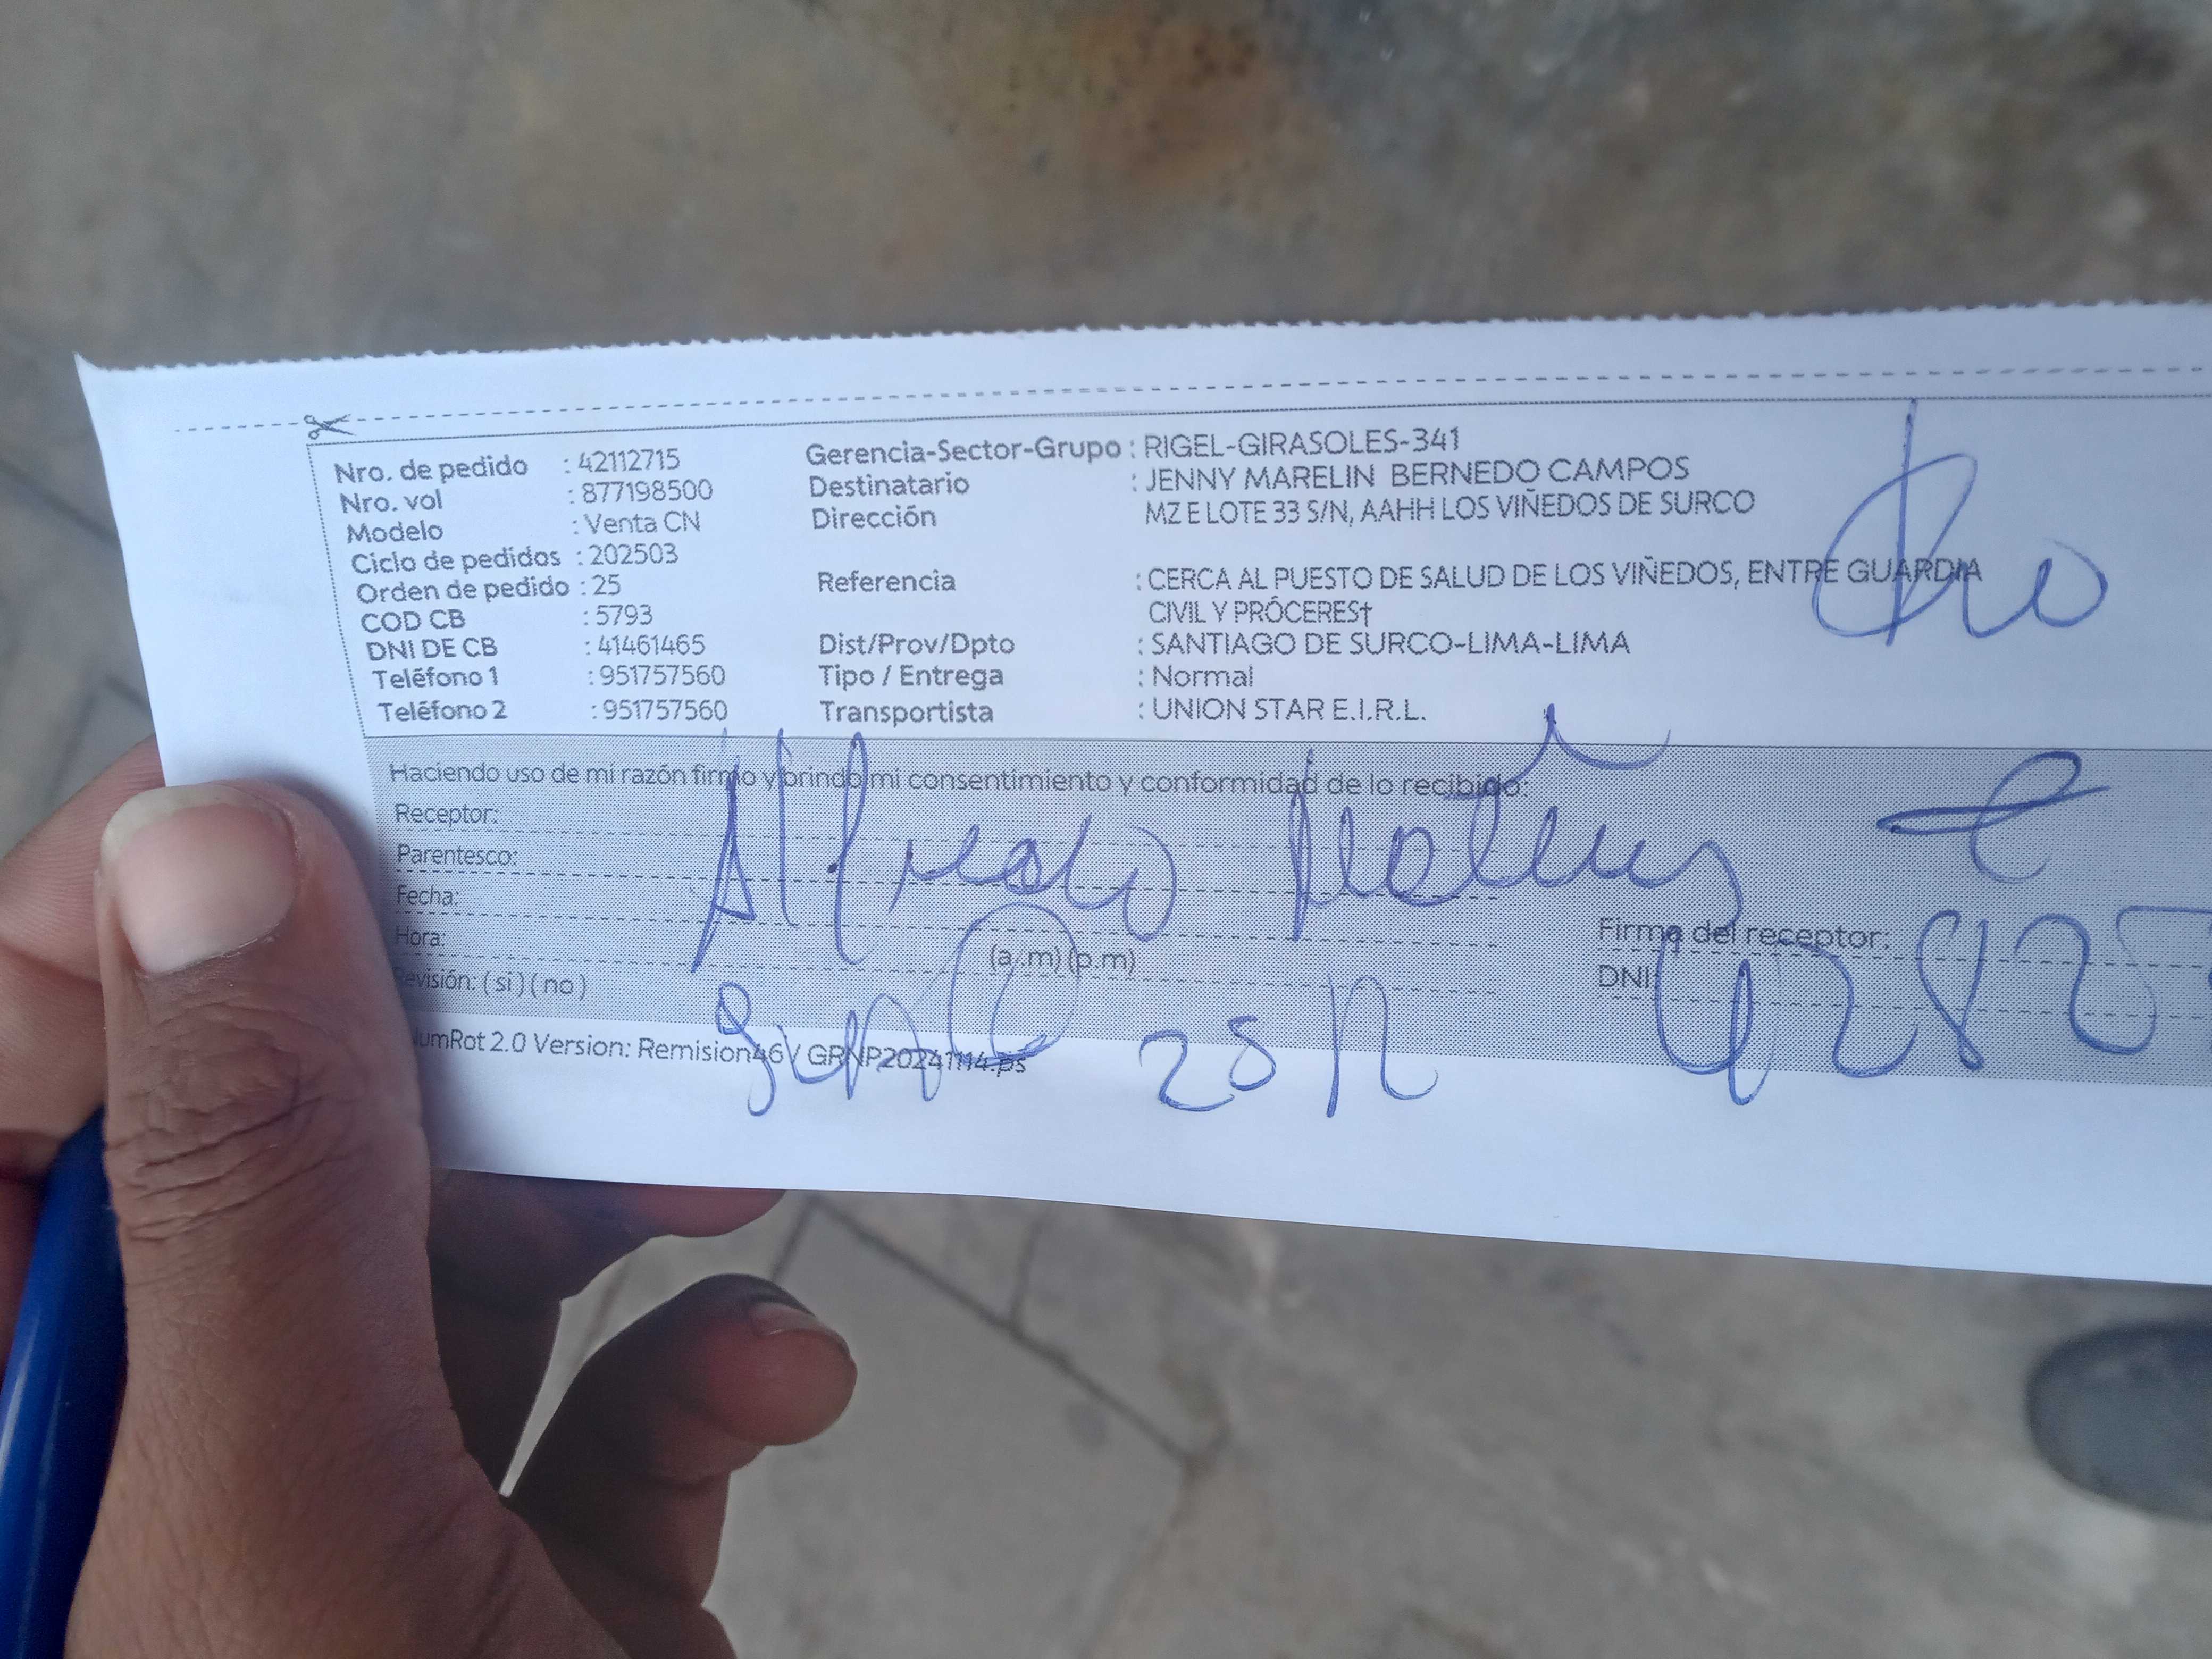 Nro. de pedido : 42112715
Nro. vol : 877198500
Modelo : Venta CN
Ciclo de pedidos : 202503
Orden de pedido : 25
COD CB : 5793
DNI DE CB : 41461465
Teléfono 1 : 951757560
Teléfono 2 : 951757560
Gerencia-Sector-Grupo : RIGEL-GIRASOLES-341
Destinatario : JENNY MARELIN BERNEDO CAMPOS
Dirección MZ E LOTE 33 S/N, AAHH LOS VIÑEDOS DE SURCO
Referencia : CERCA AL PUESTO DE SALUD DE LOS VIÑEDOS, ENTRE GUARDIA
CIVIL Y PRÓCERES†
Dist/Prov/Dpto : SANTIAGO DE SURCO-LIMA-LIMA
Tipo / Entrega : Normal
Transportista : UNION STAR E.I.R.L.
Haciendo uso de mi razón firmo y brindo mi consentimiento y conformidad de lo recibido:
Receptor: Alfredo
Parentesco:
Fecha:
Hora: (a.m) (p.m)
Revisión: ( si ) ( no )
Firma del receptor:
DNI: 4282
NumRot 2.0 Version: Remision46 / GRNP20241114.ps